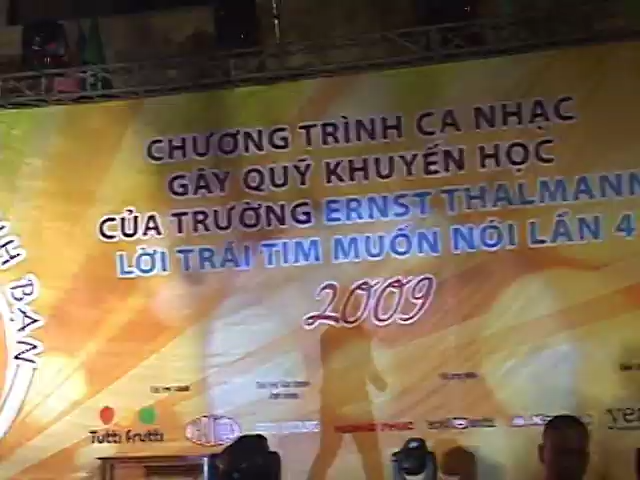 CHƯƠNG TRÌNH CA NHẠC
GÂY QUỸ KHUYẾN HỌC
CỦA TRƯỜNG ERNST THALMANN
LỜI TRÁI TIM MUỐN NÓI LẦN 4
2009
BẠN
Tutti frutti